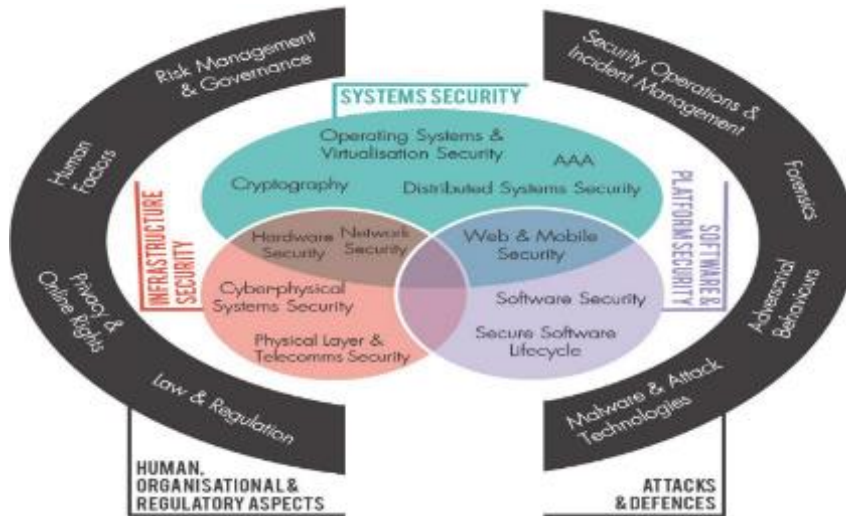 Risk Management
& Governance
Human
Factors
Privacy &
Online Rights
Law & Regulation
HUMAN,
ORGANISATIONAL &
REGULATORY ASPECTS
INFRASTRUCTURE
SECURITY
SYSTEMS SECURITY
Operating Systems &
Virtualisation Security
AAA
Cryptography
Distributed Systems Security
Hardware
Security
Network
Security
Web & Mobile
Security
Cyber-physical
Systems Security
Physical Layer &
Telecomms Security
Software Security
Secure Software
Lifecycle
SOFTWARE &
PLATFORM SECURITY
Security Operations &
Incident Management
Forensics
Adversarial
Behaviours
Malware & Attack
Technologies
ATTACKS
& DEFENCES